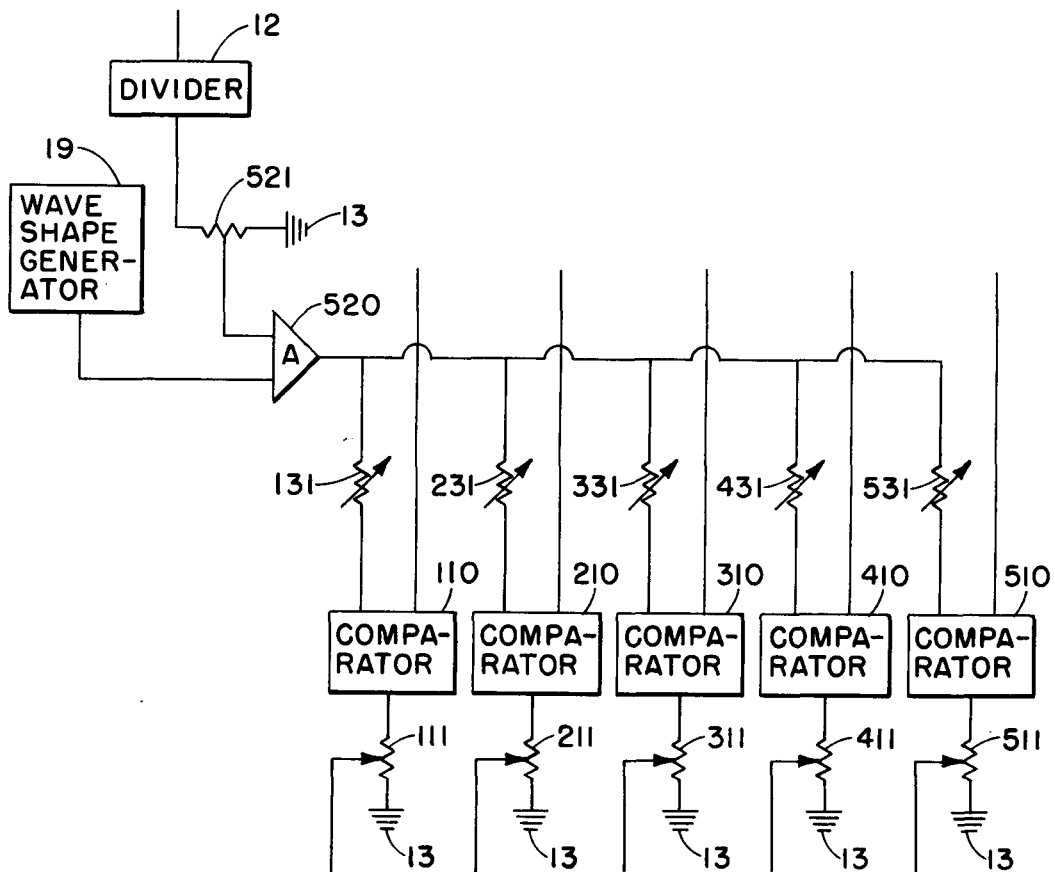 12
DIVIDER
19
521
13
WAVE
SHAPE
GENER-
ATOR
520
A
131
231
331
431
531
110
210
310
410
510
COMPA-
RATOR
COMPA-
RATOR
COMPA-
RATOR
COMPA-
RATOR
COMPA-
RATOR
111
211
311
411
511
13
13
13
13
13